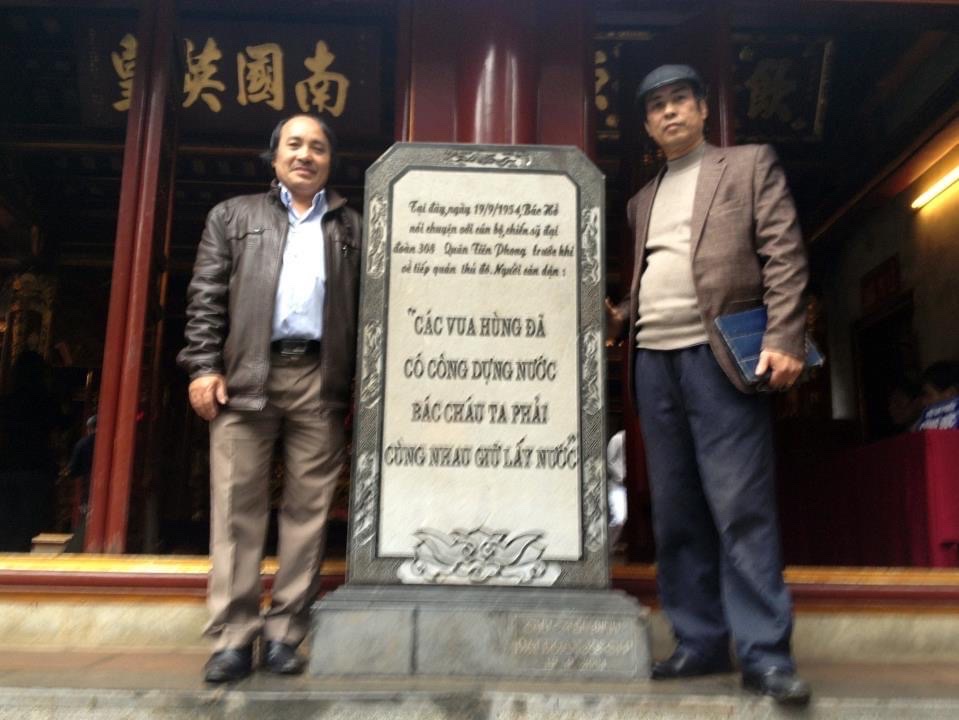 南國英皇
飲
Tại đây, ngày 19/9/1954, Bác Hồ
nói chuyện với cán bộ, chiến sỹ đại
đoàn 308 Quân Tiên Phong trước khi
về tiếp quản thủ đô. Người căn dặn :
"CÁC VUA HÙNG ĐÃ
CÓ CÔNG DỰNG NƯỚC
BÁC CHÁU TA PHẢI
CÙNG NHAU GIỮ LẤY NƯỚC"